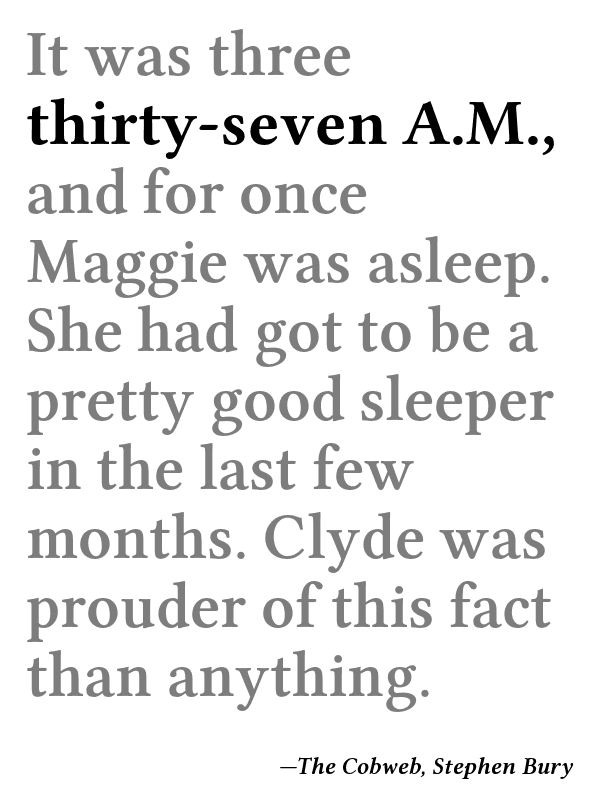 It was three
thirty-seven A.M.,
and for once
Maggie was asleep.
She had got to be a
pretty good sleeper
in the last few
months. Clyde was
prouder of this fact
than anything.
—The Cobweb, Stephen Bury